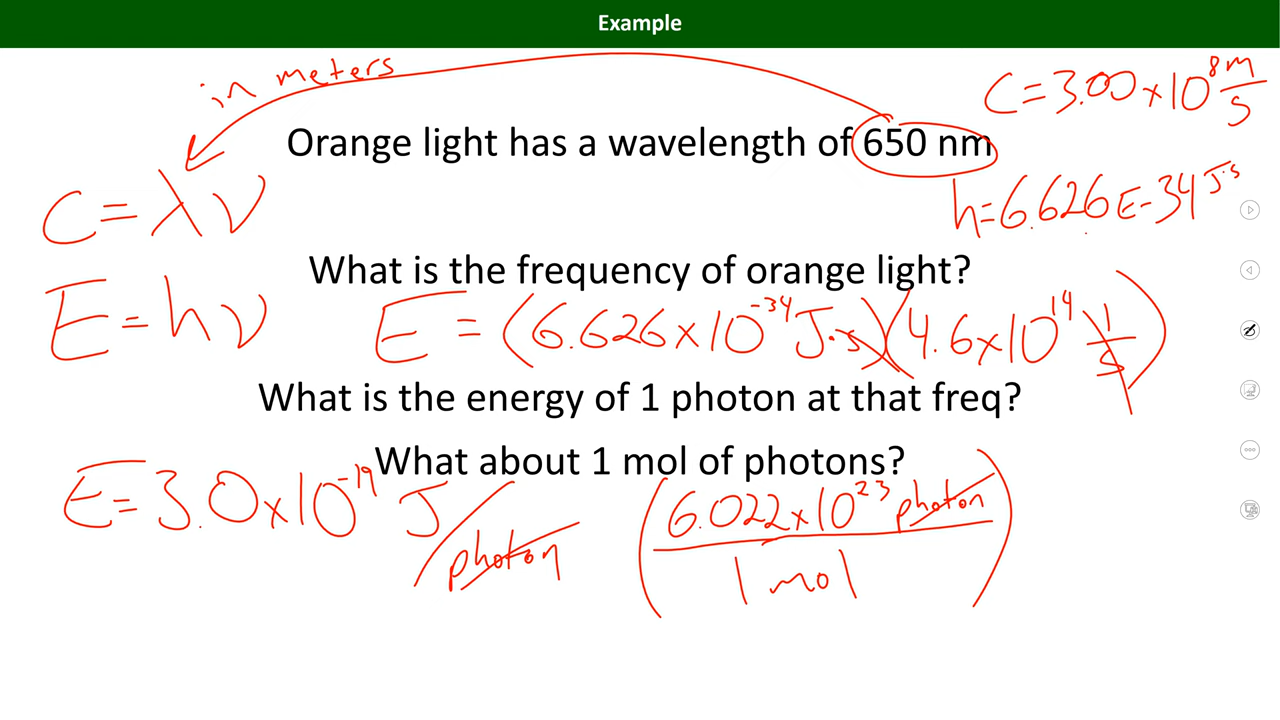 Example
in meters
C = 3.00 × 10⁸ m/s
Orange light has a wavelength of 650 nm
C = λν
h = 6.626 E-34 J·s
What is the frequency of orange light?
E = hν
E = (6.626 × 10⁻³⁴ J·s)(4.6 × 10¹⁴ 1/s)
What is the energy of 1 photon at that freq?
What about 1 mol of photons?
E = 3.0 × 10⁻¹⁹ J/photon (6.022 × 10²³ photon / 1 mol)